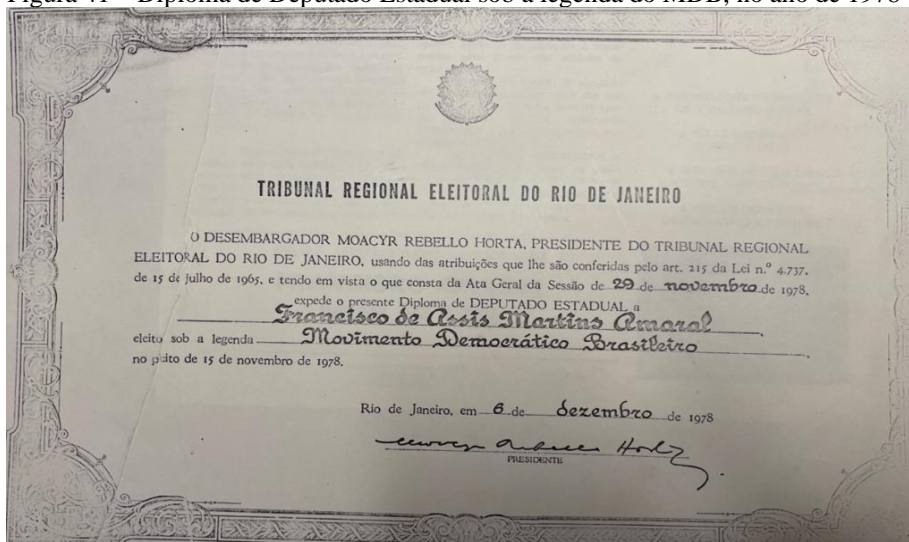 Figura 41 – Diploma de Deputado Estadual sob a legenda do MDB, no ano de 1978
TRIBUNAL REGIONAL ELEITORAL DO RIO DE JANEIRO
O DESEMBARGADOR MOACYR REBELLO HORTA, PRESIDENTE DO TRIBUNAL REGIONAL
ELEITORAL DO RIO DE JANEIRO, usando das atribuições que lhe são conferidas pelo art. 215 da Lei n.º 4.737,
de 15 de julho de 1965, e tendo em vista o que consta da Ata Geral da Sessão de 29 de novembro de 1978,
expede o presente Diploma de DEPUTADO ESTADUAL a
Francisco de Assis Martins Amaral
eleito sob a legenda Movimento Democrático Brasileiro
no pleito de 15 de novembro de 1978.
Rio de Janeiro, em 6 de dezembro de 1978
PRESIDENTE